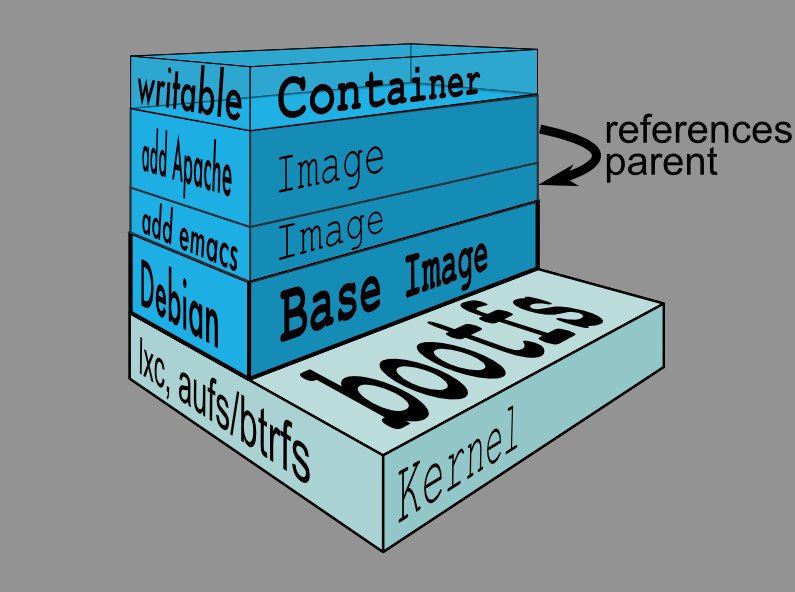 writable
Container
references
parent
add Apache
Image
add emacs
Image
Debian
Base Image
bootfs
lxc, aufs/btrfs
Kernel